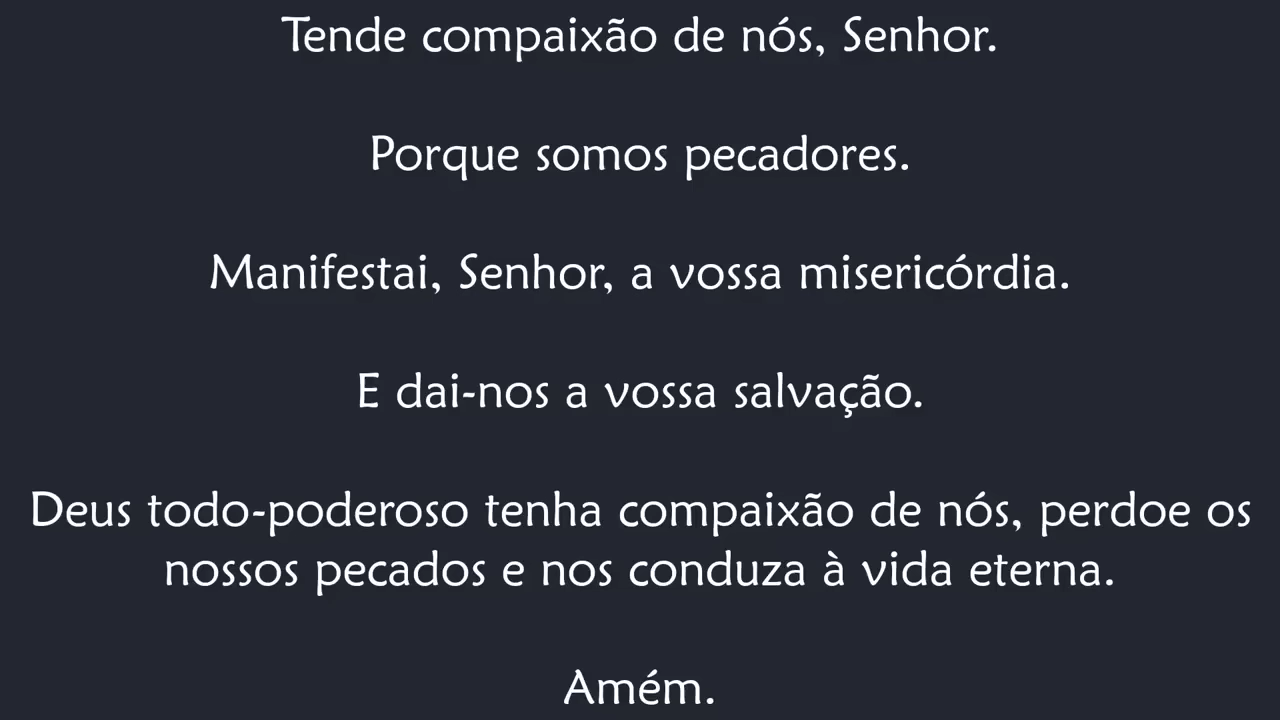 Tende compaixão de nós, Senhor.
Porque somos pecadores.
Manifestai, Senhor, a vossa misericórdia.
E dai-nos a vossa salvação.
Deus todo-poderoso tenha compaixão de nós, perdoe os
nossos pecados e nos conduza à vida eterna.
Amém.